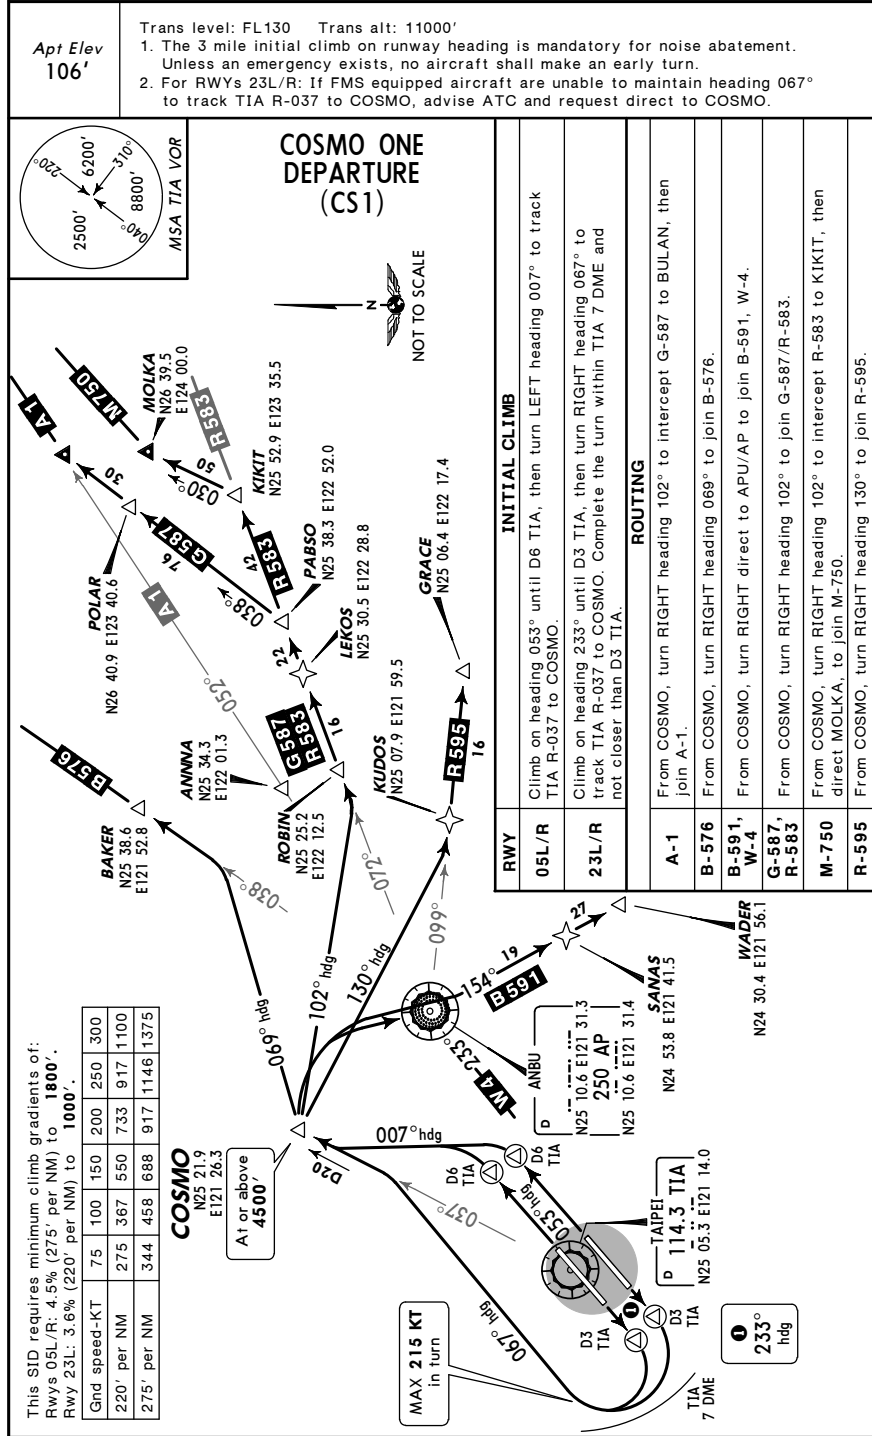 Apt Elev
106'
Trans level: FL130 Trans alt: 11000'
1. The 3 mile initial climb on runway heading is mandatory for noise abatement.
Unless an emergency exists, no aircraft shall make an early turn.
2. For RWYs 23L/R: If FMS equipped aircraft are unable to maintain heading 067°
to track TIA R-037 to COSMO, advise ATC and request direct to COSMO.
220°
6200'
310°
2500'
8800'
040°
MSA TIA VOR
COSMO ONE
DEPARTURE
(CS1)
N
NOT TO SCALE
A 1
M 750
MOLKA
N26 39.5
E124 00.0
R 583
30
50
030°
KIKIT
N25 52.9 E123 35.5
POLAR
N26 40.9 E123 40.6
G 587
76
A 1
R 583
42
038°
PABSO
N25 38.3 E122 52.0
22
LEKOS
N25 30.5 E122 28.8
GRACE
N25 06.4 E122 17.4
052°
B 576
ANNNA
N25 34.3
E122 01.3
G 587
R 583
16
KUDOS
N25 07.9 E121 59.5
R 595
16
BAKER
N25 38.6
E121 52.8
ROBIN
N25 25.2
E122 12.5
038°
072°
099°
069° hdg
102° hdg
130° hdg
154°
19
B 591
27
WADER
N24 30.4 E121 56.1
SANAS
N24 53.8 E121 41.5
W 4
233°
ANBU
D
N25 10.6 E121 31.3
250 AP
N25 10.6 E121 31.4
This SID requires minimum climb gradients of:
Rwys 05L/R: 4.5% (275' per NM) to 1800'.
Rwy 23L: 3.6% (220' per NM) to 1000'.
Gnd speed-KT 75 100 150 200 250 300
220' per NM 275 367 550 733 917 1100
275' per NM 344 458 688 917 1146 1375
COSMO
N25 21.9
E121 26.3
At or above
4500'
D20
007° hdg
037°
D6
TIA
D6
TIA
053° hdg
067° hdg
TAIPEI
D
114.3 TIA
N25 05.3 E121 14.0
MAX 215 KT
in turn
D3
TIA
1
D3
TIA
TIA
7 DME
1
233°
hdg
RWY INITIAL CLIMB
05L/R Climb on heading 053° until D6 TIA, then turn LEFT heading 007° to track
TIA R-037 to COSMO.
23L/R Climb on heading 233° until D3 TIA, then turn RIGHT heading 067° to
track TIA R-037 to COSMO. Complete the turn within TIA 7 DME and
not closer than D3 TIA.
ROUTING
A-1 From COSMO, turn RIGHT heading 102° to intercept G-587 to BULAN, then
join A-1.
B-576 From COSMO, turn RIGHT heading 069° to join B-576.
B-591, W-4 From COSMO, turn RIGHT direct to APU/AP to join B-591, W-4.
G-587, R-583 From COSMO, turn RIGHT heading 102° to join G-587/R-583.
M-750 From COSMO, turn RIGHT heading 102° to intercept R-583 to KIKIT, then
direct MOLKA, to join M-750.
R-595 From COSMO, turn RIGHT heading 130° to join R-595.